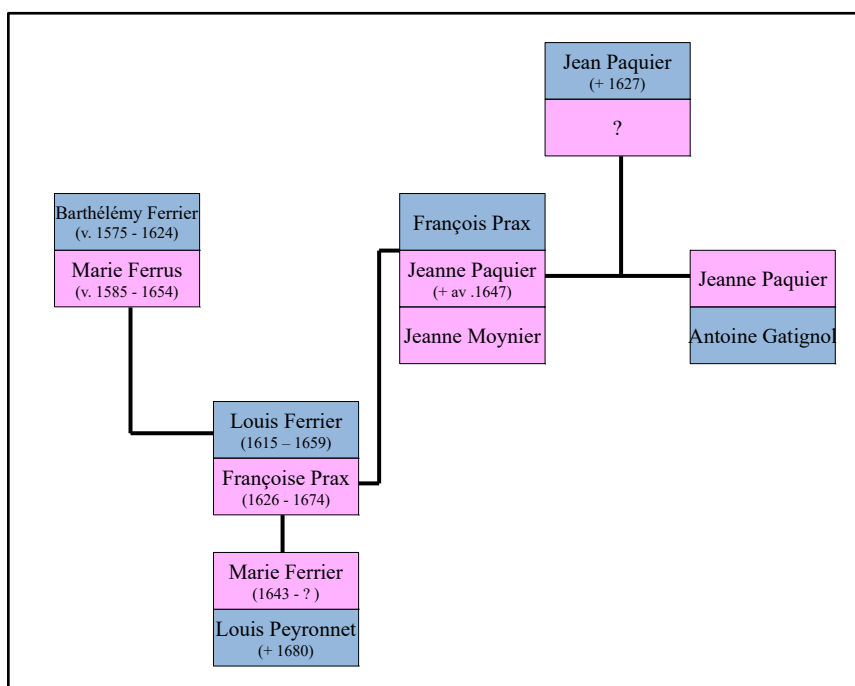 Jean Paquier
(+ 1627)
?
Barthélémy Ferrier
(v. 1575 - 1624)
Marie Ferrus
(v. 1585 - 1654)
François Prax
Jeanne Paquier
(+ av .1647)
Jeanne Moynier
Jeanne Paquier
Antoine Gatignol
Louis Ferrier
(1615 – 1659)
Françoise Prax
(1626 - 1674)
Marie Ferrier
(1643 - ? )
Louis Peyronnet
(+ 1680)